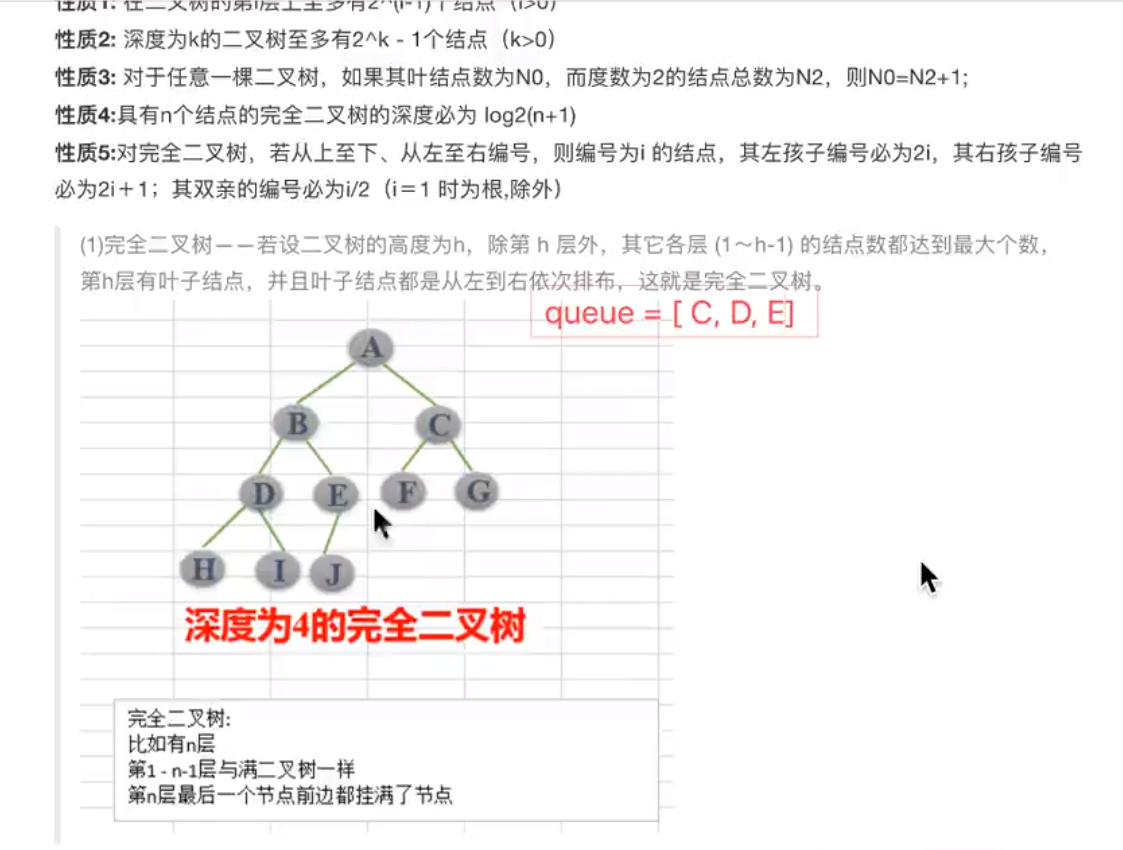 性质1: 在二叉树的第i层上至多有2^(i-1)个结点（i>0）
性质2: 深度为k的二叉树至多有2^k - 1个结点（k>0）
性质3: 对于任意一棵二叉树，如果其叶结点数为N0，而度数为2的结点总数为N2，则N0=N2+1;
性质4:具有n个结点的完全二叉树的深度必为 log2(n+1)
性质5:对完全二叉树，若从上至下、从左至右编号，则编号为i 的结点，其左孩子编号必为2i，其右孩子编号
必为2i＋1；其双亲的编号必为i/2（i＝1 时为根,除外）
(1)完全二叉树——若设二叉树的高度为h，除第 h 层外，其它各层 (1～h-1) 的结点数都达到最大个数，
第h层有叶子结点，并且叶子结点都是从左到右依次排布，这就是完全二叉树。
queue = [ C, D, E]
A
B C
D E F G
H I J
深度为4的完全二叉树
完全二叉树:
比如有n层
第1 - n-1层与满二叉树一样
第n层最后一个节点前边都挂满了节点